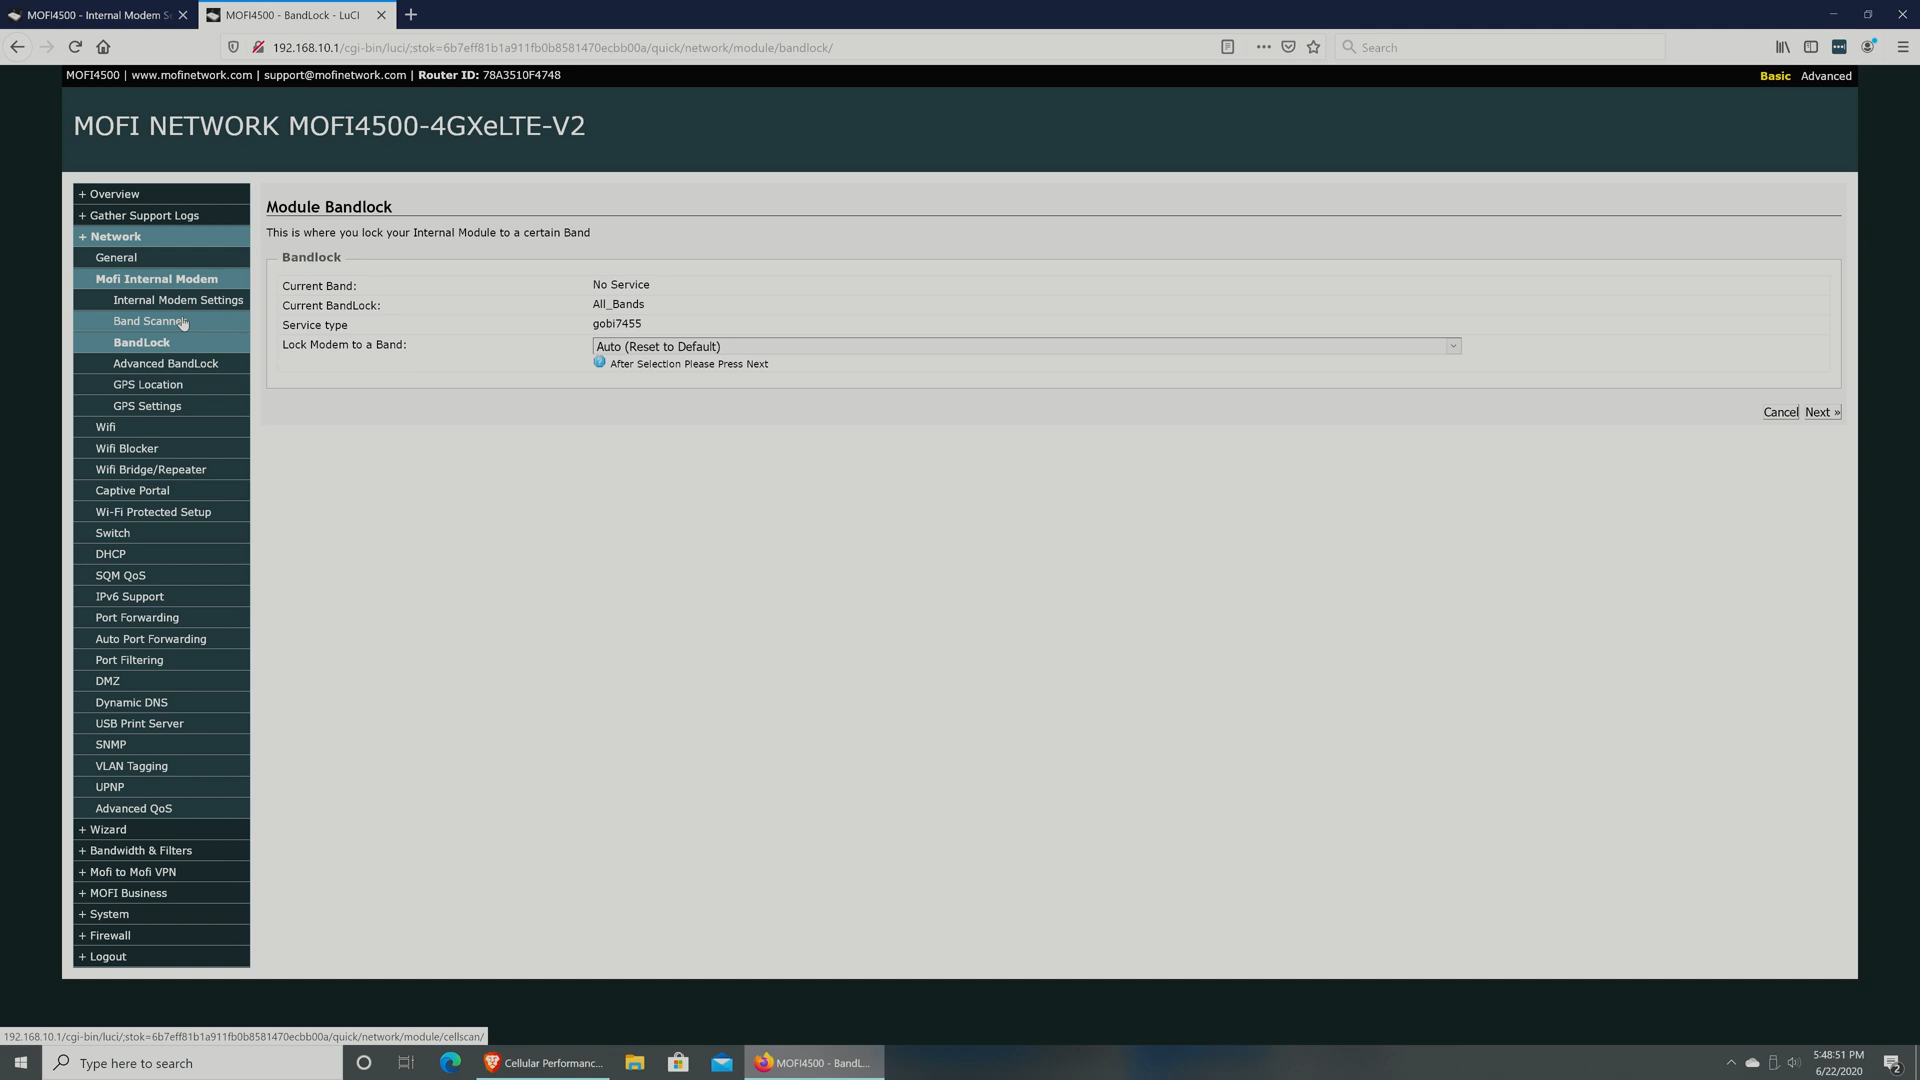 MOFI4500 - Internal Modem Se
MOFI4500 - BandLock - LuCI
192.168.10.1/cgi-bin/luci/;stok=6b7eff81b1a911fb0b8581470ecbb00a/quick/network/module/bandlock/
Search
MOFI4500 | www.mofinetwork.com | support@mofinetwork.com | Router ID: 78A3510F4748
Basic Advanced
MOFI NETWORK MOFI4500-4GXeLTE-V2
+ Overview
+ Gather Support Logs
+ Network
General
Mofi Internal Modem
Internal Modem Settings
Band Scanner
BandLock
Advanced BandLock
GPS Location
GPS Settings
Wifi
Wifi Blocker
Wifi Bridge/Repeater
Captive Portal
Wi-Fi Protected Setup
Switch
DHCP
SQM QoS
IPv6 Support
Port Forwarding
Auto Port Forwarding
Port Filtering
DMZ
Dynamic DNS
USB Print Server
SNMP
VLAN Tagging
UPNP
Advanced QoS
+ Wizard
+ Bandwidth & Filters
+ Mofi to Mofi VPN
+ MOFI Business
+ System
+ Firewall
+ Logout
Module Bandlock
This is where you lock your Internal Module to a certain Band
Bandlock
Current Band: No Service
Current BandLock: All_Bands
Service type gobi7455
Lock Modem to a Band: Auto (Reset to Default)
After Selection Please Press Next
Cancel Next »
192.168.10.1/cgi-bin/luci/;stok=6b7eff81b1a911fb0b8581470ecbb00a/quick/network/module/cellscan/
Type here to search
Cellular Performanc...
MOFI4500 - BandL...
5:48:51 PM
6/22/2020
2